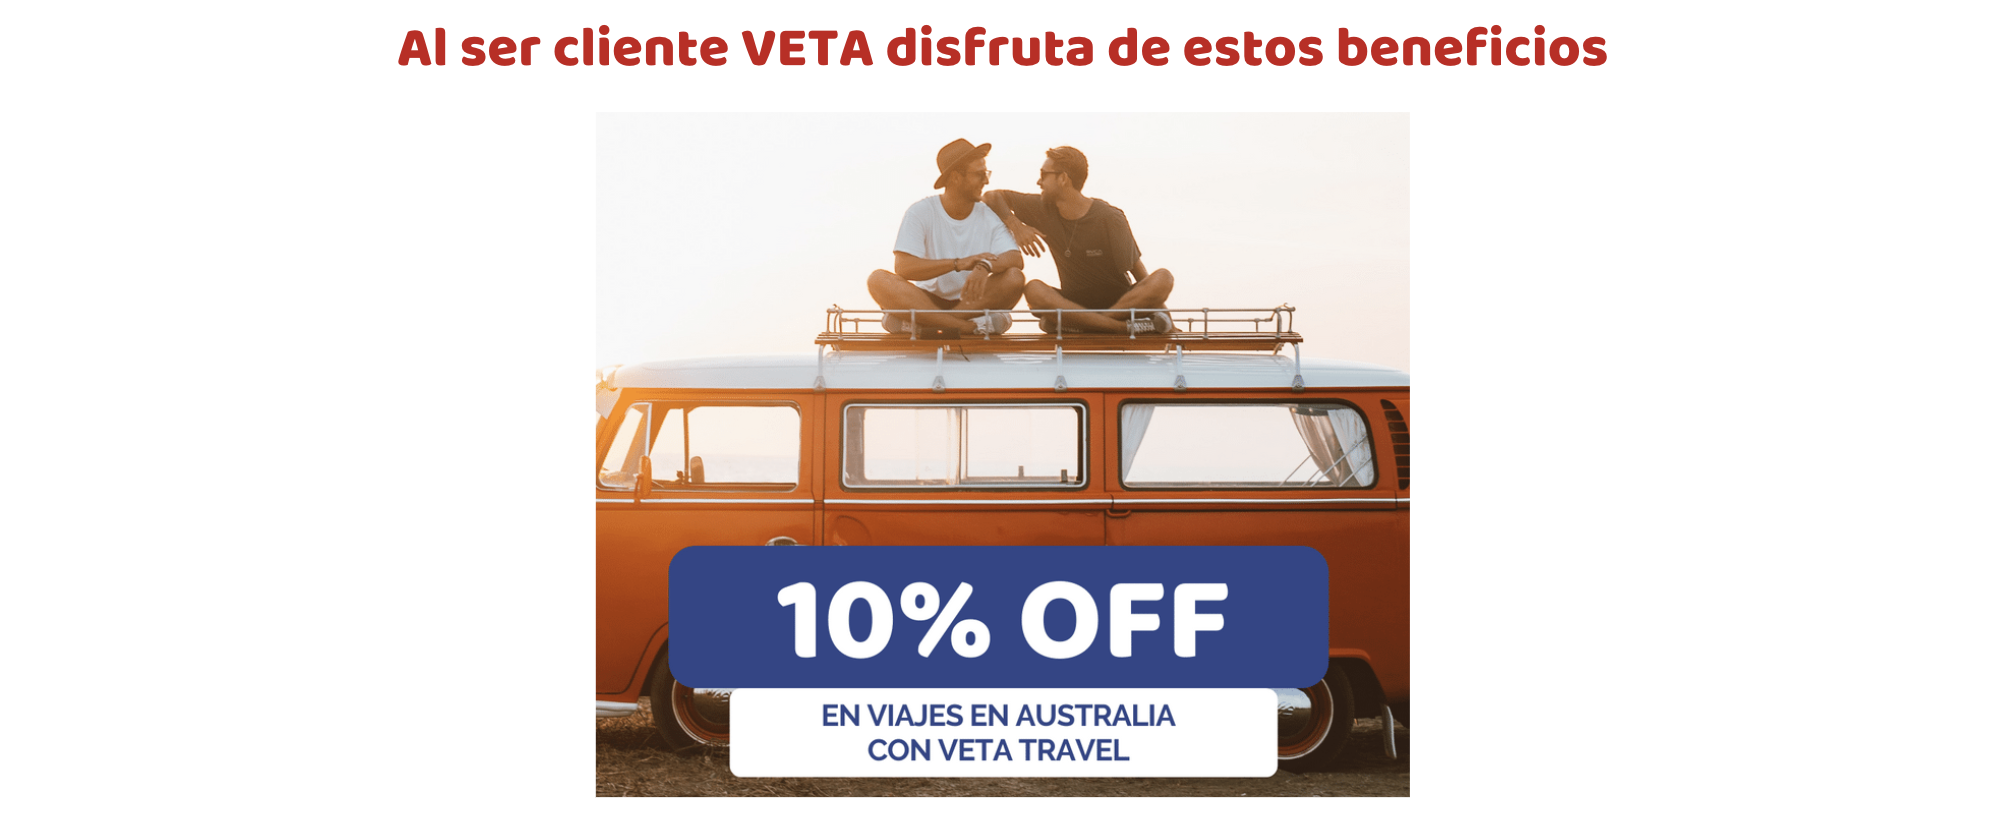 Al ser cliente VETA disfruta de estos beneficios
10% OFF
EN VIAJES EN AUSTRALIA
CON VETA TRAVEL